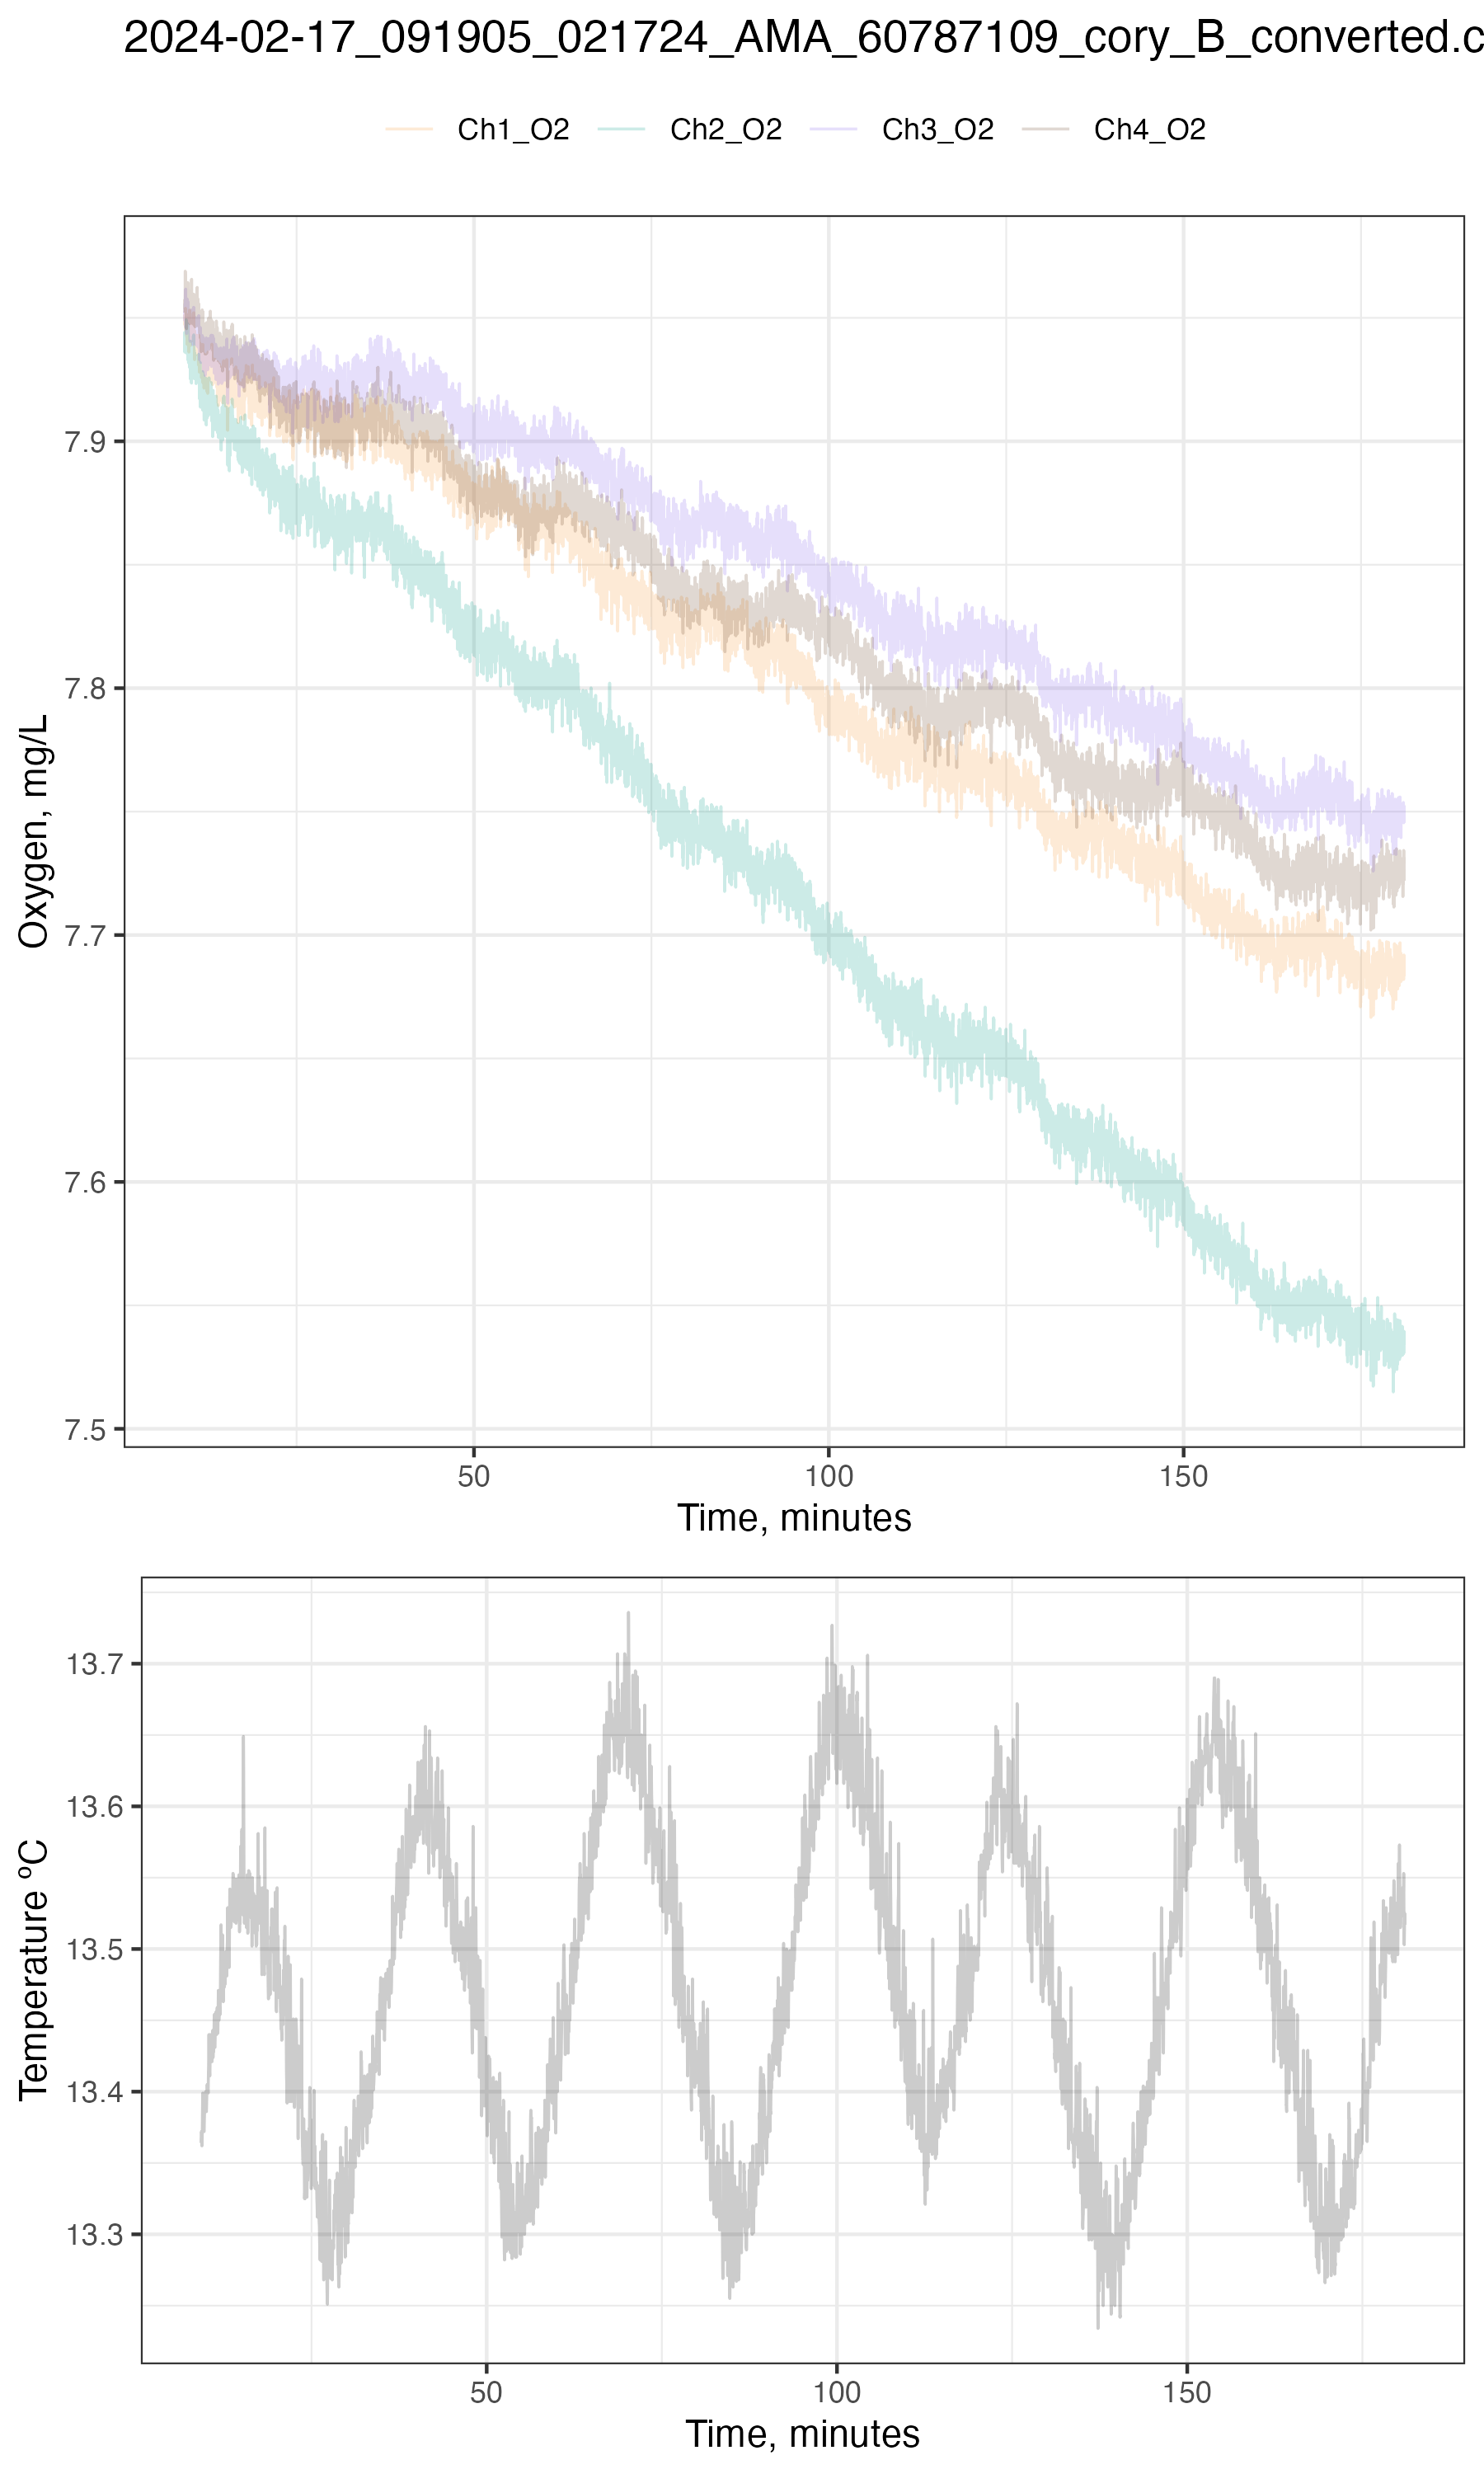 2024-02-17_091905_021724_AMA_60787109_cory_B_converted.c
Ch1_O2 Ch2_O2 Ch3_O2 Ch4_O2
Oxygen, mg/L
7.9
7.8
7.7
7.6
7.5
50 100 150
Time, minutes
Temperature ºC
13.7
13.6
13.5
13.4
13.3
50 100 150
Time, minutes